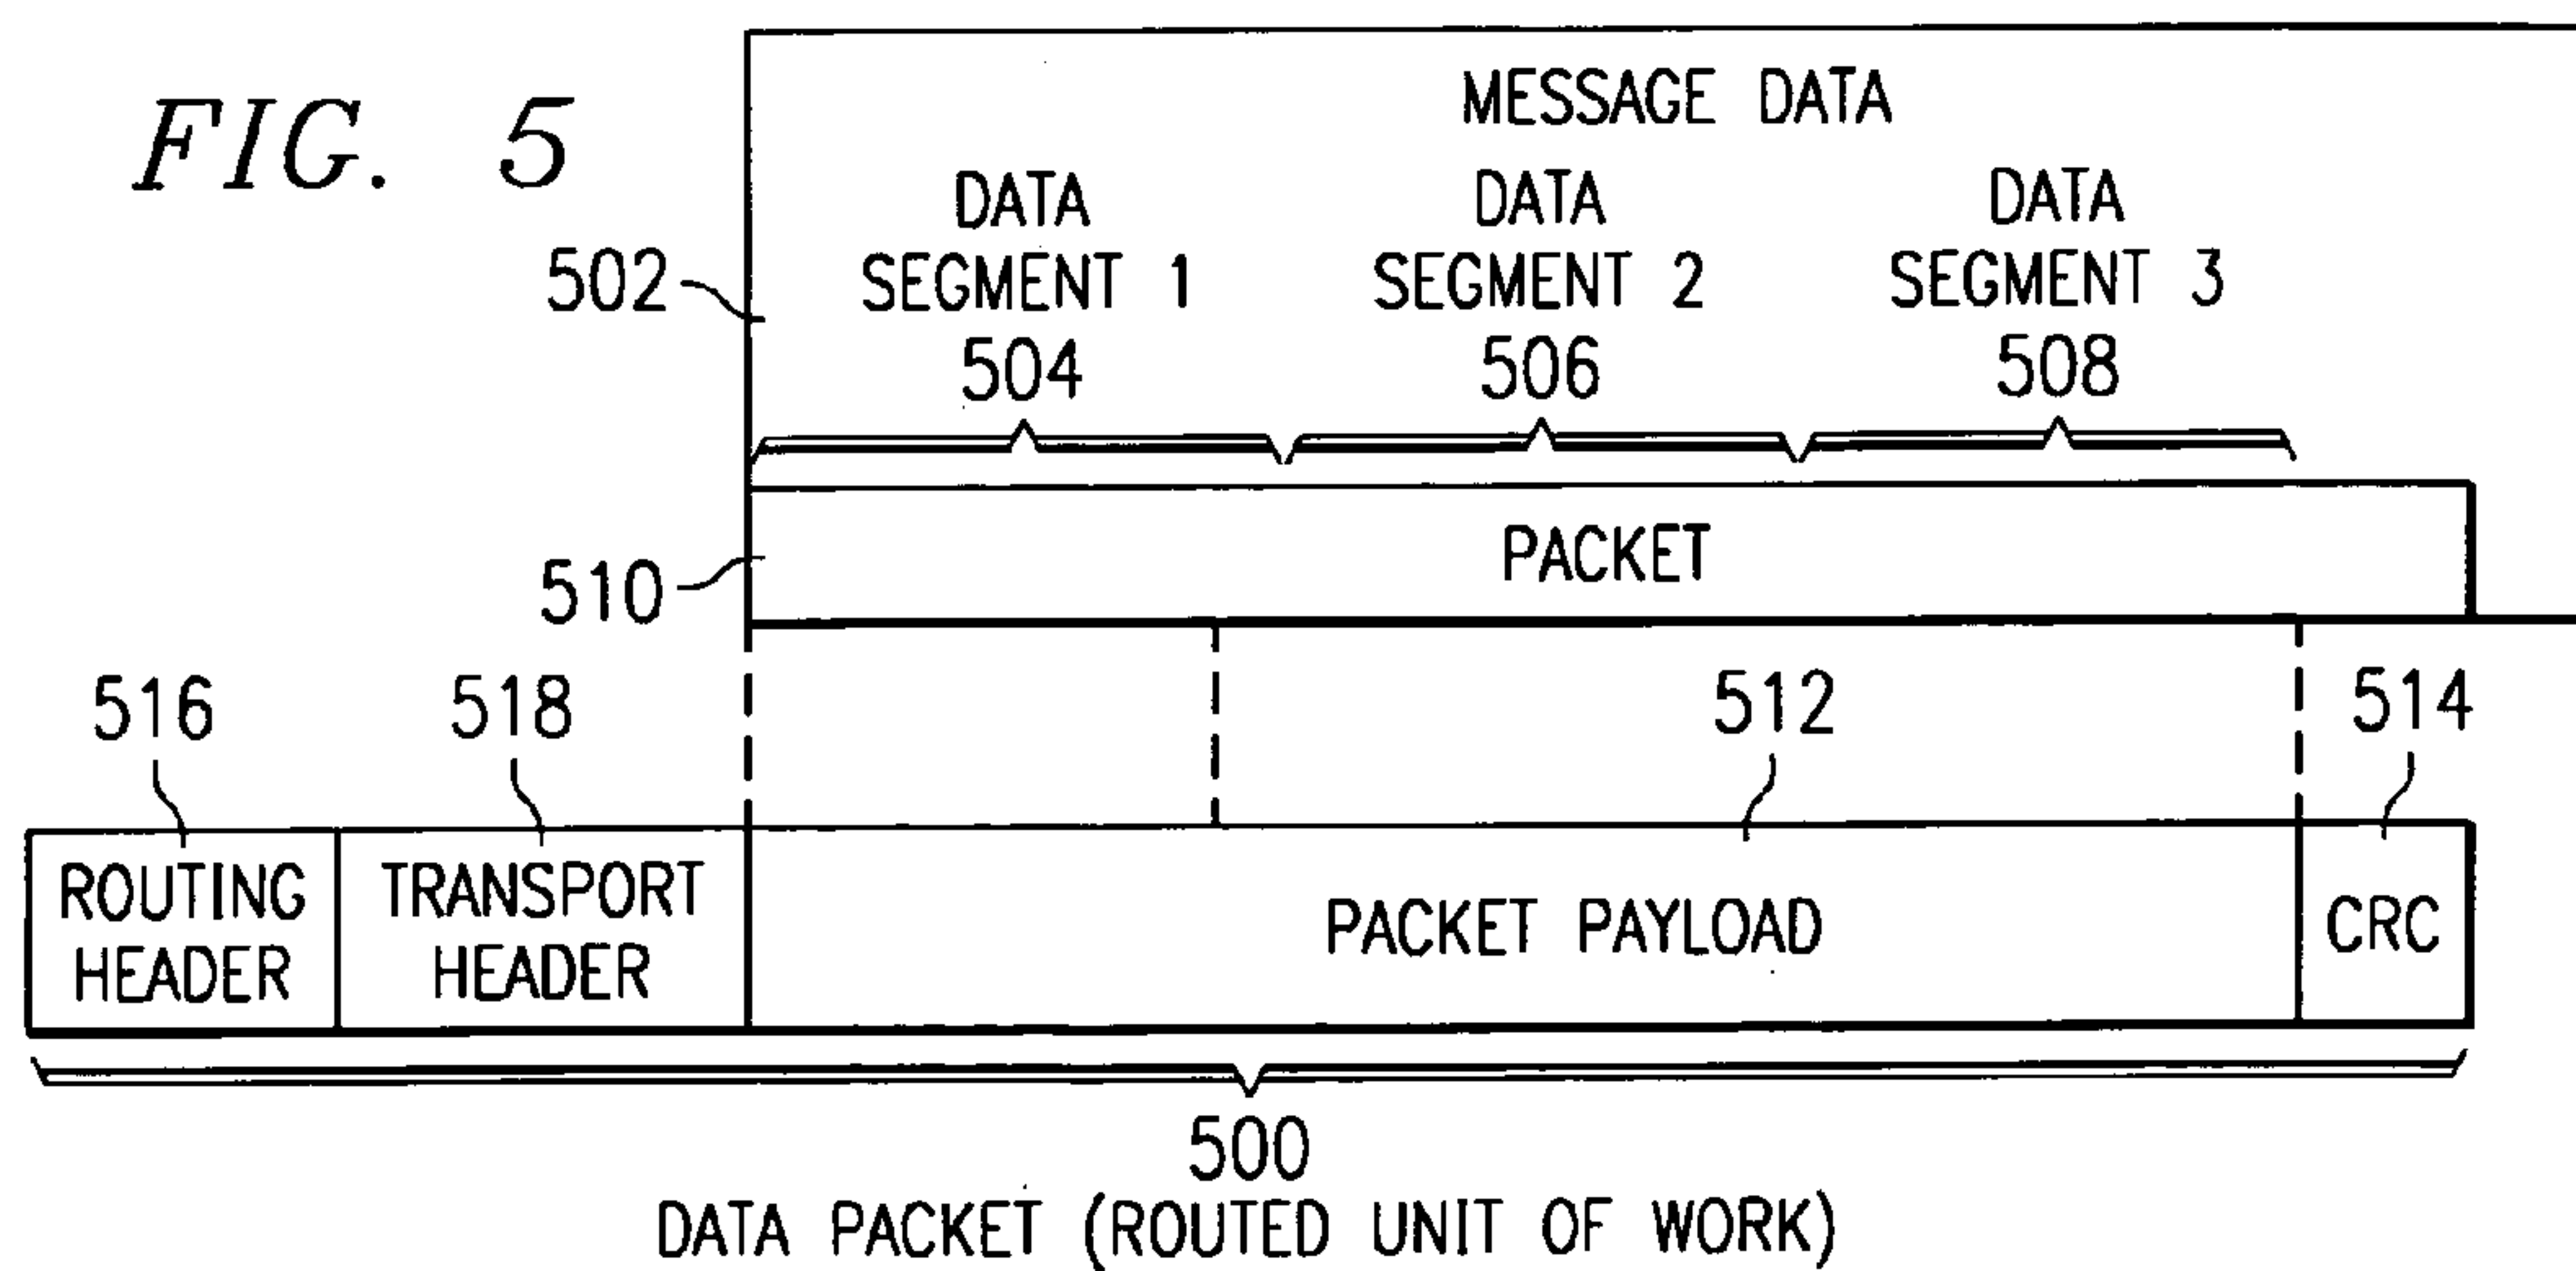 FIG. 5
MESSAGE DATA
DATA SEGMENT 1
504
DATA SEGMENT 2
506
DATA SEGMENT 3
508
502
PACKET
510
516
518
512
514
ROUTING HEADER
TRANSPORT HEADER
PACKET PAYLOAD
CRC
500
DATA PACKET (ROUTED UNIT OF WORK)